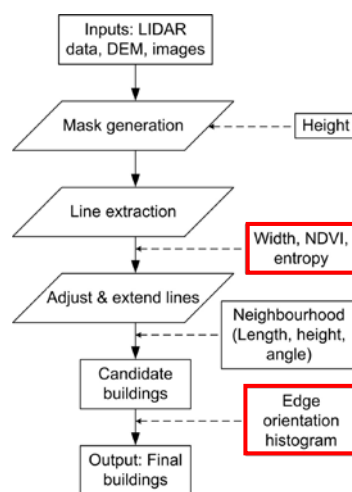 Inputs: LIDAR
data, DEM, images
Mask generation
Height
Line extraction
Width, NDVI,
entropy
Adjust & extend lines
Neighbourhood
(Length, height,
angle)
Candidate
buildings
Edge
orientation
histogram
Output: Final
buildings